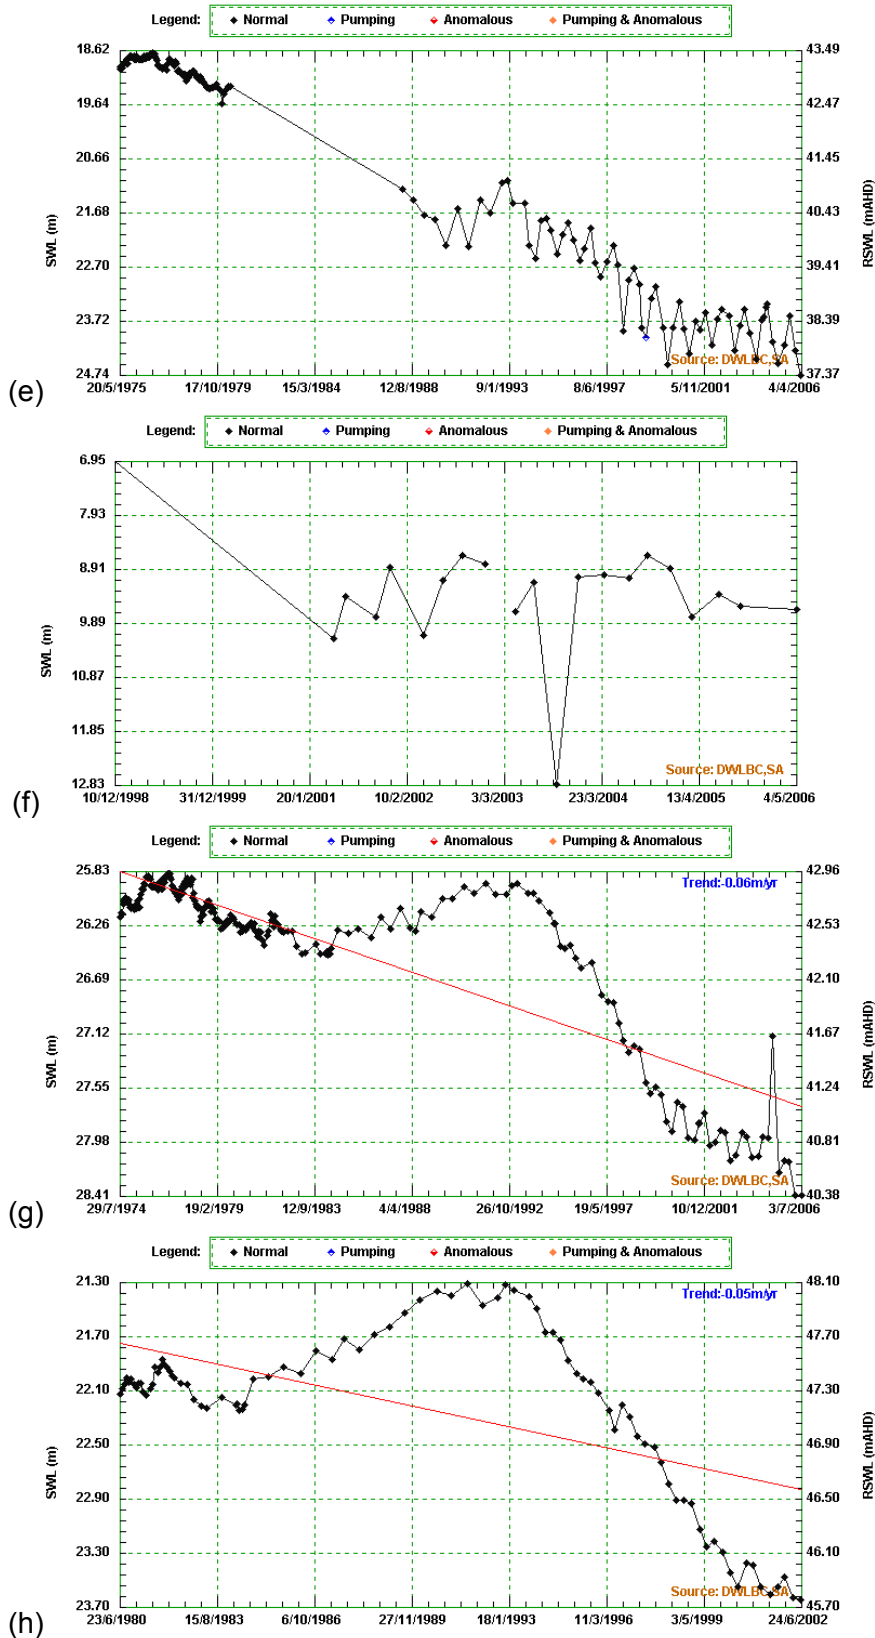 Legend: Normal Pumping Anomalous Pumping & Anomalous
18.62 43.49
19.64 42.47
20.66 41.45
21.68 40.43
22.70 39.41
23.72 38.39
24.74 37.37
SWL (m)
RSWL (mAHD)
Source: DWLBC,SA
20/5/1975 17/10/1979 15/3/1984 12/8/1988 9/1/1993 8/6/1997 5/11/2001 4/4/2006
(e)
Legend: Normal Pumping Anomalous Pumping & Anomalous
6.95
7.93
8.91
9.89
10.87
11.85
12.83
SWL (m)
Source: DWLBC,SA
10/12/1998 31/12/1999 20/1/2001 10/2/2002 3/3/2003 23/3/2004 13/4/2005 4/5/2006
(f)
Legend: Normal Pumping Anomalous Pumping & Anomalous
25.83 42.96
Trend:-0.06m/yr
26.26 42.53
26.69 42.10
27.12 41.67
27.55 41.24
27.98 40.81
28.41 40.38
SWL (m)
RSWL (mAHD)
Source: DWLBC,SA
29/7/1974 19/2/1979 12/9/1983 4/4/1988 26/10/1992 19/5/1997 10/12/2001 3/7/2006
(g)
Legend: Normal Pumping Anomalous Pumping & Anomalous
21.30 48.10
Trend:-0.05m/yr
21.70 47.70
22.10 47.30
22.50 46.90
22.90 46.50
23.30 46.10
23.70 45.70
SWL (m)
RSWL (mAHD)
Source: DWLBC,SA
23/6/1980 15/8/1983 6/10/1986 27/11/1989 18/1/1993 11/3/1996 3/5/1999 24/6/2002
(h)